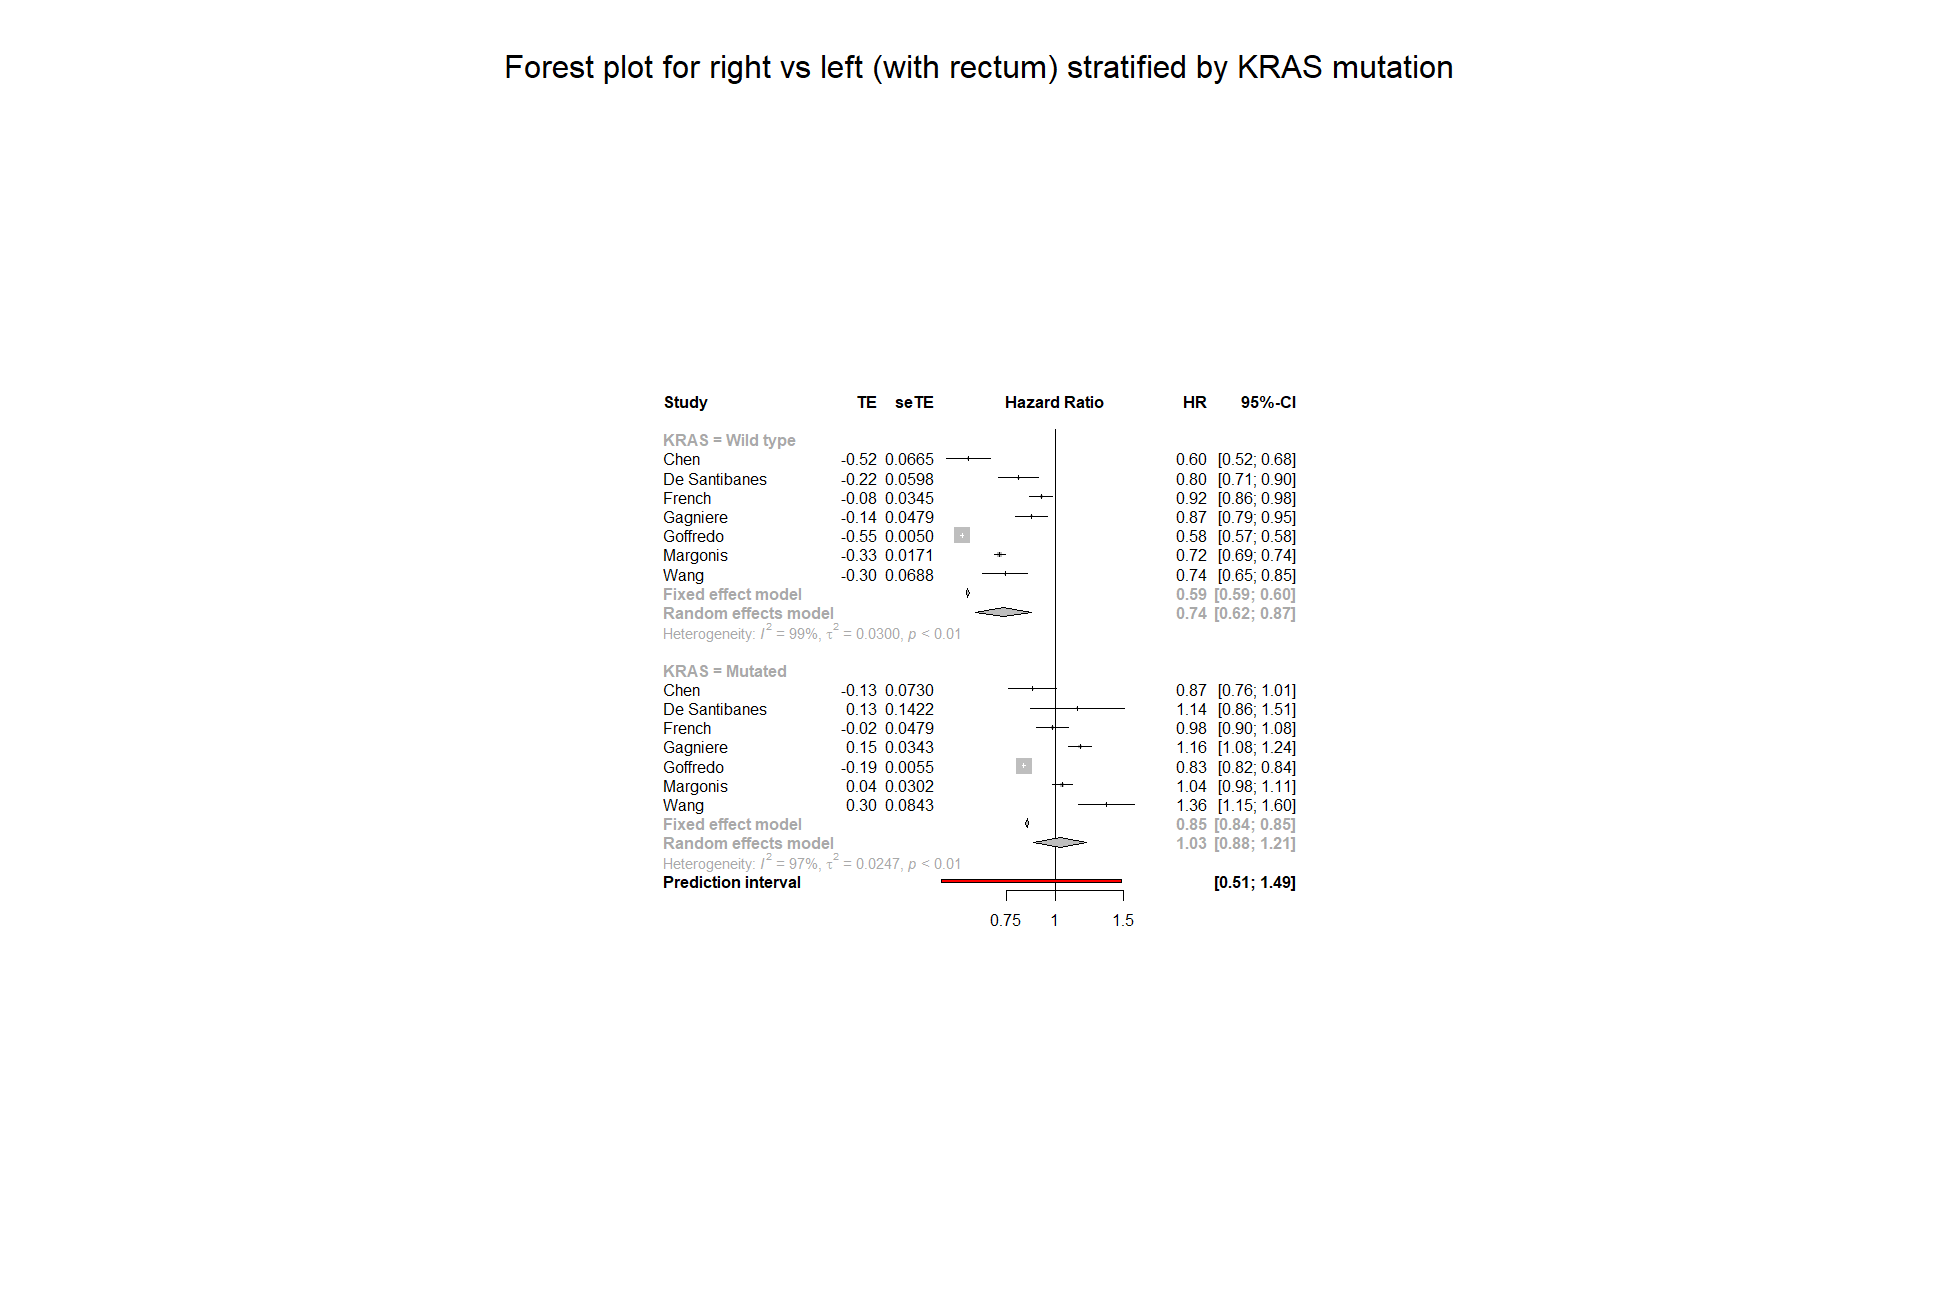 Forest plot for right vs left (with rectum) stratified by KRAS mutation
Study TE seTE Hazard Ratio HR 95%-CI
KRAS = Wild type
Chen -0.52 0.0665 0.60 [0.52; 0.68]
De Santibanes -0.22 0.0598 0.80 [0.71; 0.90]
French -0.08 0.0345 0.92 [0.86; 0.98]
Gagniere -0.14 0.0479 0.87 [0.79; 0.95]
Goffredo -0.55 0.0050 0.58 [0.57; 0.58]
Margonis -0.33 0.0171 0.72 [0.69; 0.74]
Wang -0.30 0.0688 0.74 [0.65; 0.85]
Fixed effect model 0.59 [0.59; 0.60]
Random effects model 0.74 [0.62; 0.87]
Heterogeneity: I² = 99%, τ² = 0.0300, p < 0.01
KRAS = Mutated
Chen -0.13 0.0730 0.87 [0.76; 1.01]
De Santibanes 0.13 0.1422 1.14 [0.86; 1.51]
French -0.02 0.0479 0.98 [0.90; 1.08]
Gagniere 0.15 0.0343 1.16 [1.08; 1.24]
Goffredo -0.19 0.0055 0.83 [0.82; 0.84]
Margonis 0.04 0.0302 1.04 [0.98; 1.11]
Wang 0.30 0.0843 1.36 [1.15; 1.60]
Fixed effect model 0.85 [0.84; 0.85]
Random effects model 1.03 [0.88; 1.21]
Heterogeneity: I² = 97%, τ² = 0.0247, p < 0.01
Prediction interval [0.51; 1.49]
0.75 1 1.5